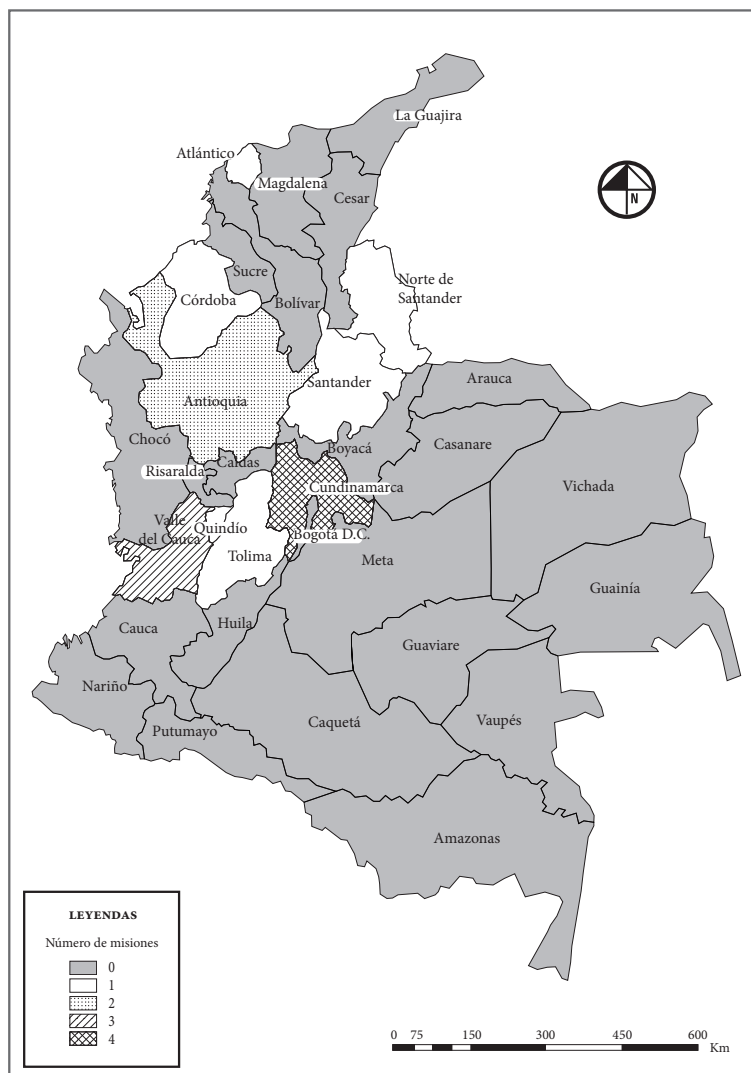 La Guajira
Atlántico
Magdalena
Cesar
N
Sucre
Norte de
Santander
Córdoba
Bolívar
Santander
Arauca
Antioquia
Chocó
Boyacá
Casanare
Risaralda
Caldas
Cundinamarca
Vichada
Valle
del Cauca
Quindío
Bogotá D.C.
Tolima
Meta
Guainía
Cauca
Huila
Guaviare
Nariño
Putumayo
Caquetá
Vaupés
Amazonas
LEYENDAS
Número de misiones
0
1
2
3
4
0 75 150 300 450 600
Km